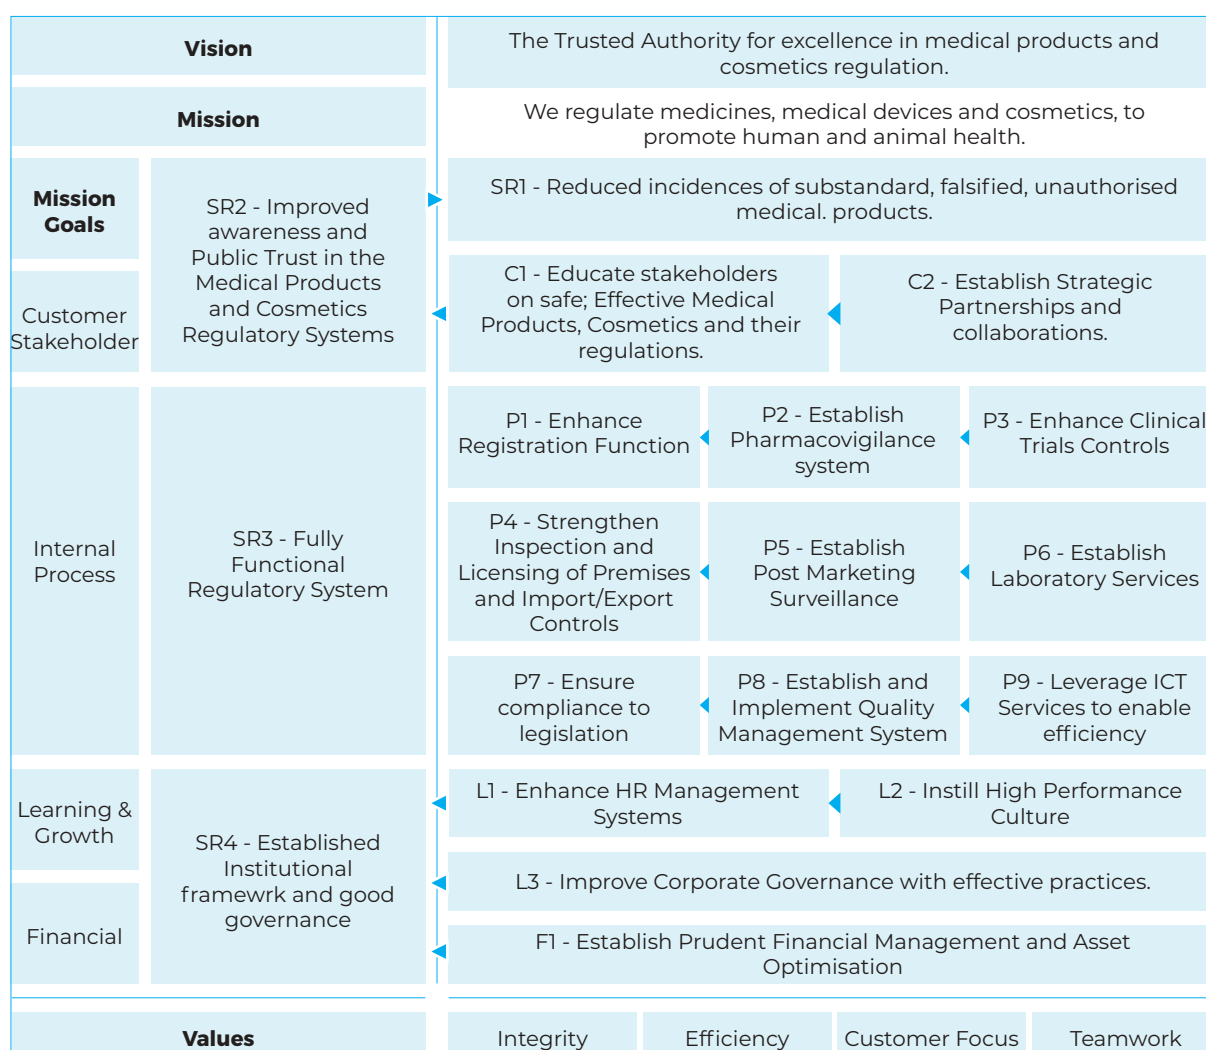 Vision
The Trusted Authority for excellence in medical products and
cosmetics regulation.
Mission
We regulate medicines, medical devices and cosmetics, to
promote human and animal health.
Mission
Goals
SR2 - Improved
awareness and
Public Trust in the
Medical Products
and Cosmetics
Regulatory Systems
SR1 - Reduced incidences of substandard, falsified, unauthorised
medical. products.
Customer
Stakeholder
C1 - Educate stakeholders
on safe; Effective Medical
Products, Cosmetics and their
regulations.
C2 - Establish Strategic
Partnerships and
collaborations.
Internal
Process
SR3 - Fully
Functional
Regulatory System
P1 - Enhance
Registration Function
P2 - Establish
Pharmacovigilance
system
P3 - Enhance Clinical
Trials Controls
P4 - Strengthen
Inspection and
Licensing of Premises
and Import/Export
Controls
P5 - Establish
Post Marketing
Surveillance
P6 - Establish
Laboratory Services
P7 - Ensure
compliance to
legislation
P8 - Establish and
Implement Quality
Management System
P9 - Leverage ICT
Services to enable
efficiency
Learning &
Growth
SR4 - Established
Institutional
framewrk and good
governance
L1 - Enhance HR Management
Systems
L2 - Instill High Performance
Culture
L3 - Improve Corporate Governance with effective practices.
Financial
F1 - Establish Prudent Financial Management and Asset
Optimisation
Values
Integrity
Efficiency
Customer Focus
Teamwork